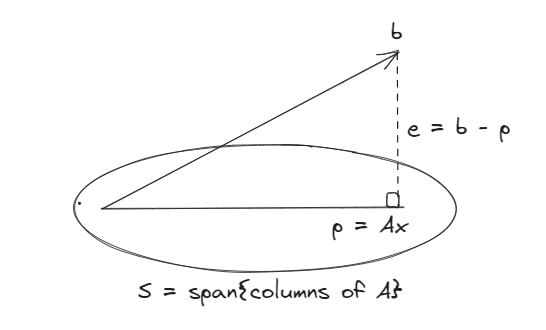 b
e = b - p
p = Ax
S = span{columns of A}